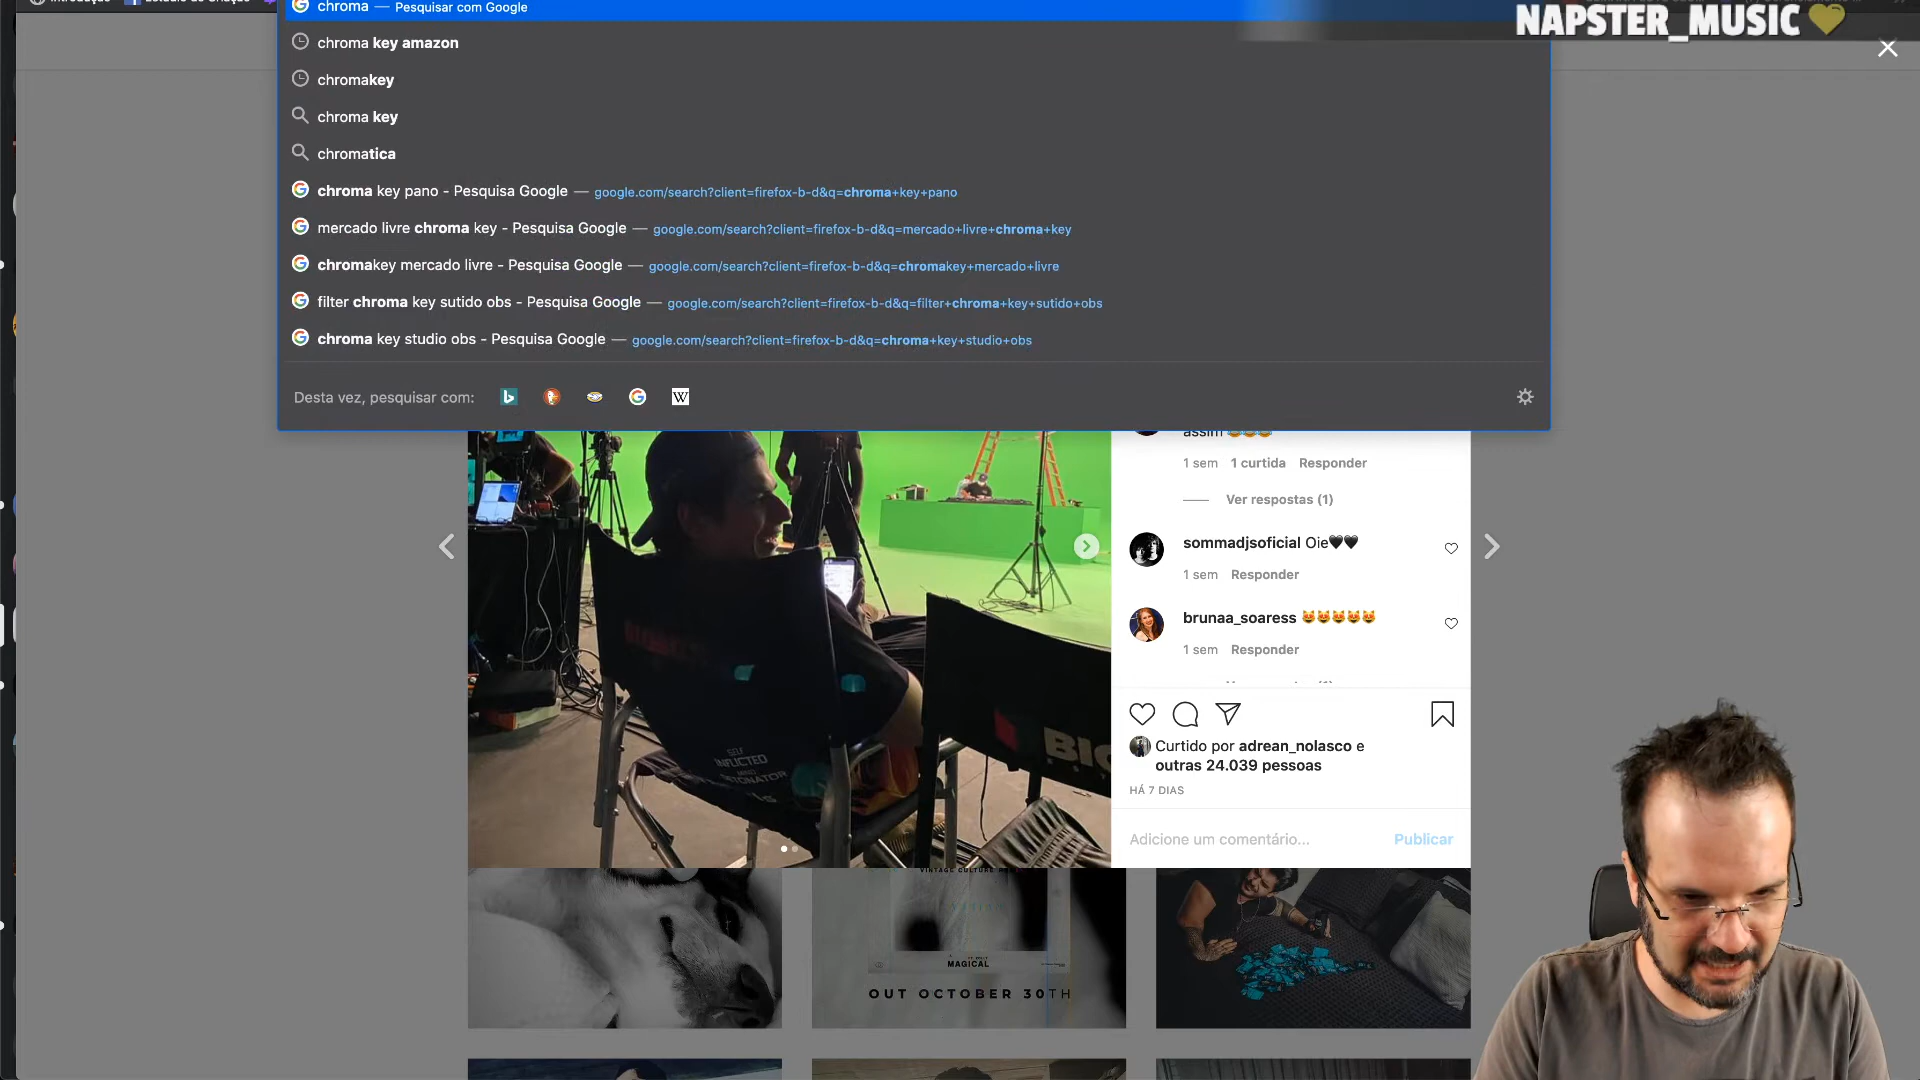 chroma — Pesquisar com Google
NAPSTER_MUSIC
chroma key amazon
chromakey
chroma key
chromatica
chroma key pano - Pesquisa Google — google.com/search?client=firefox-b-d&q=chroma+key+pano
mercado livre chroma key - Pesquisa Google — google.com/search?client=firefox-b-d&q=mercado+livre+chroma+key
chromakey mercado livre - Pesquisa Google — google.com/search?client=firefox-b-d&q=chromakey+mercado+livre
filter chroma key sutido obs - Pesquisa Google — google.com/search?client=firefox-b-d&q=filter+chroma+key+sutido+obs
chroma key studio obs - Pesquisa Google — google.com/search?client=firefox-b-d&q=chroma+key+studio+obs
Desta vez, pesquisar com:
assim 😂😂😂
1 sem 1 curtida Responder
Ver respostas (1)
sommadjsoficial Oie🖤🖤
1 sem Responder
brunaa_soaress 😻😻😻😻😻
1 sem Responder
Curtido por adrean_nolasco e
outras 24.039 pessoas
HÁ 7 DIAS
Adicione um comentário... Publicar
SELF
INFLICTED
MAGICAL
OUT OCTOBER 30TH